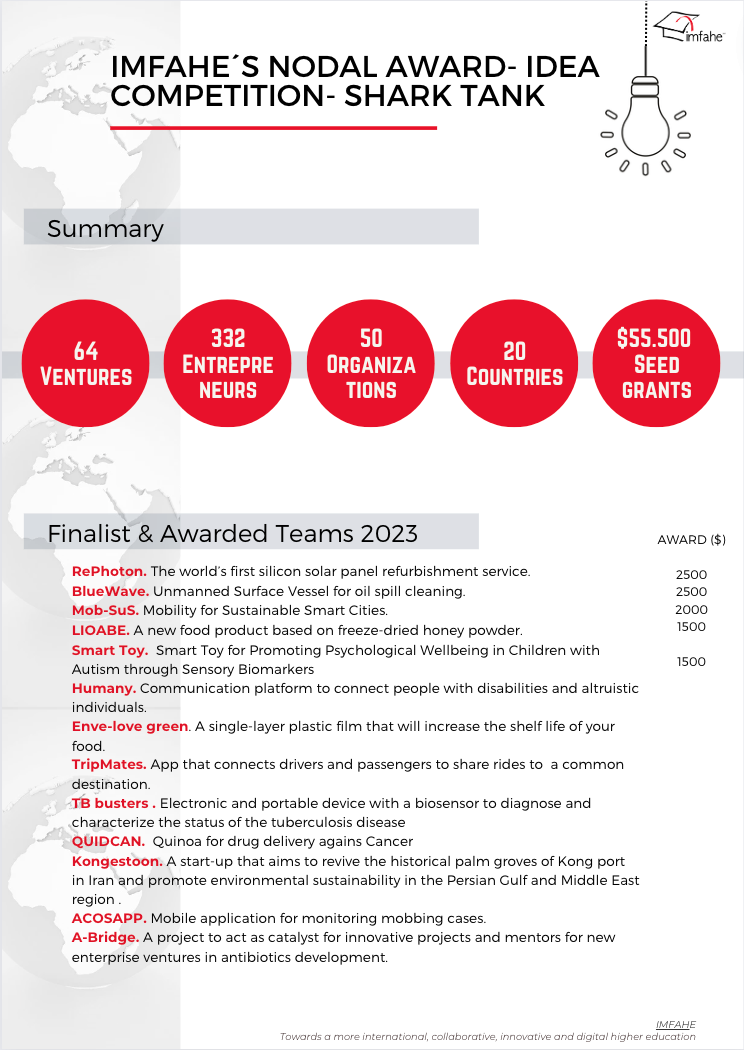 imfahe
IMFAHE´S NODAL AWARD- IDEA
COMPETITION- SHARK TANK
Summary
64
VENTURES
332
ENTREPRE
NEURS
50
ORGANIZA
TIONS
20
COUNTRIES
$55.500
SEED
GRANTS
Finalist & Awarded Teams 2023
AWARD ($)
RePhoton. The world’s first silicon solar panel refurbishment service. 2500
BlueWave. Unmanned Surface Vessel for oil spill cleaning. 2500
Mob-SuS. Mobility for Sustainable Smart Cities. 2000
LIOABE. A new food product based on freeze-dried honey powder. 1500
Smart Toy.  Smart Toy for Promoting Psychological Wellbeing in Children with
Autism through Sensory Biomarkers 1500
Humany. Communication platform to connect people with disabilities and altruistic
individuals.
Enve-love green. A single-layer plastic film that will increase the shelf life of your
food.
TripMates. App that connects drivers and passengers to share rides to  a common
destination.
TB busters . Electronic and portable device with a biosensor to diagnose and
characterize the status of the tuberculosis disease
QUIDCAN.  Quinoa for drug delivery agains Cancer
Kongestoon. A start-up that aims to revive the historical palm groves of Kong port
in Iran and promote environmental sustainability in the Persian Gulf and Middle East
region .
ACOSAPP. Mobile application for monitoring mobbing cases.
A-Bridge. A project to act as catalyst for innovative projects and mentors for new
enterprise ventures in antibiotics development.
IMFAHE
Towards a more international, collaborative, innovative and digital higher education